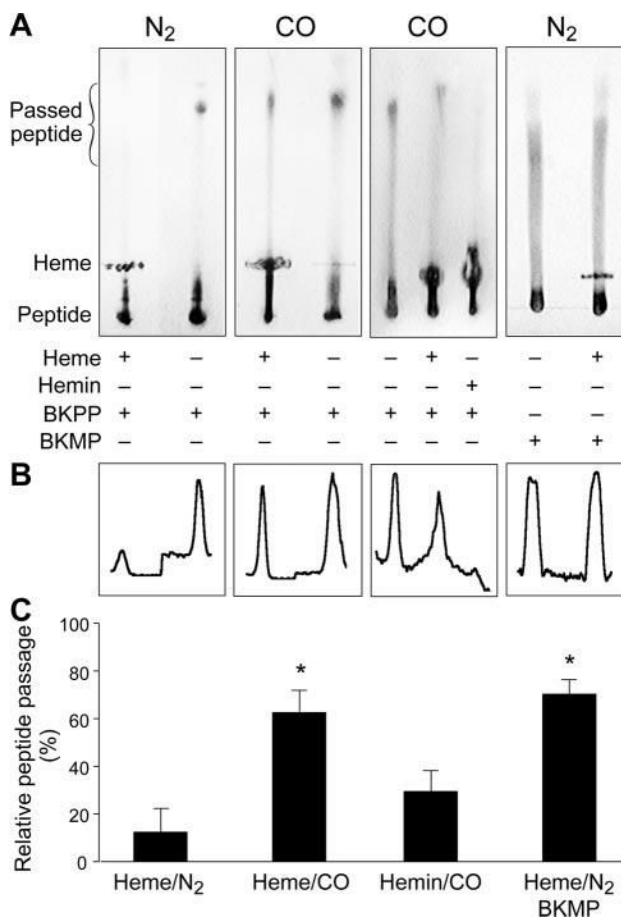 A
N2 CO CO N2
Passed
peptide
Heme
Peptide
Heme + – + – – + – – +
Hemin – – – – – – + – –
BKPP + + + + + + + – –
BKMP – – – – – – – + +
B
C
Relative peptide passage
(%)
100
80
60
40
20
0
* *
Heme/N2 Heme/CO Hemin/CO Heme/N2
BKMP